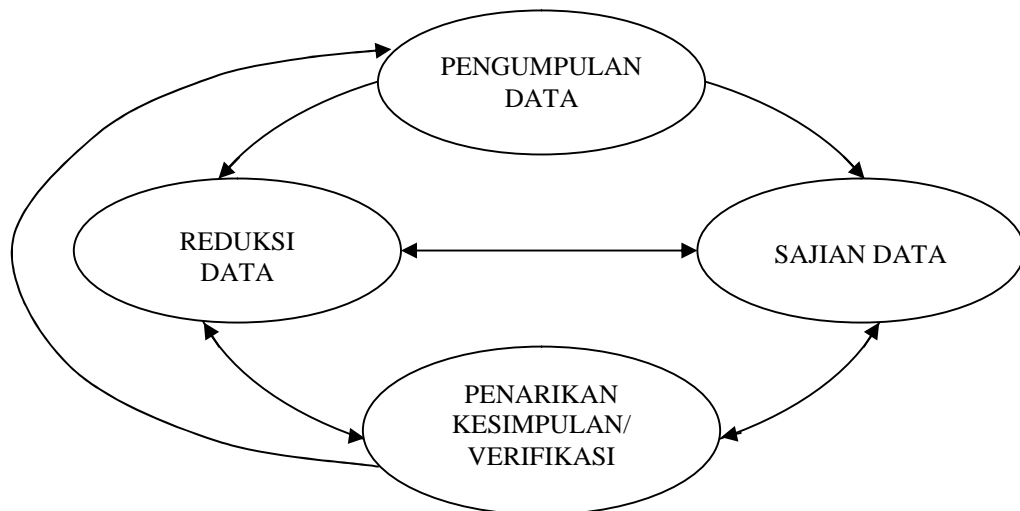 PENGUMPULAN
DATA
REDUKSI
DATA
SAJIAN DATA
PENARIKAN
KESIMPULAN/
VERIFIKASI